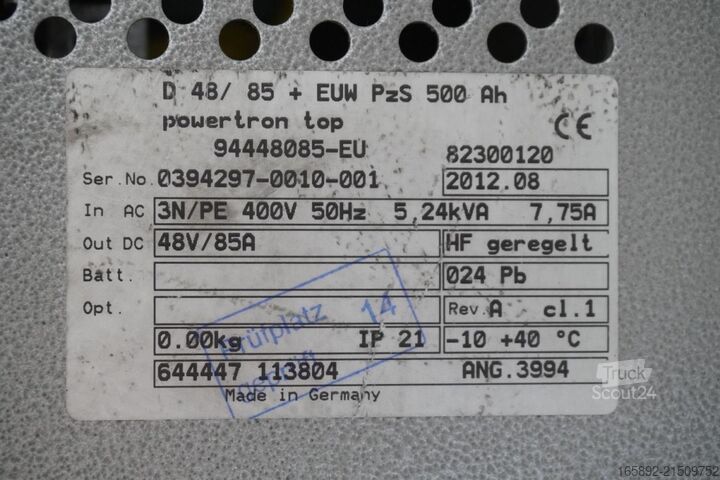 D 48/ 85 + EUW PzS 500 Ah
powertron top
CE
94448085-EU 82300120
Ser.No. 0394297-0010-001 2012.08
In AC 3N/PE 400V 50Hz 5,24kVA 7,75A
Out DC 48V/85A HF geregelt
Batt. 024 Pb
Opt. Rev. A cl.1
0.00kg IP 21 -10 +40 °C
644447 113804 ANG.3994
Made in Germany
Prüfplatz 14
geprüft
Truck
Scout24
165892-21509752